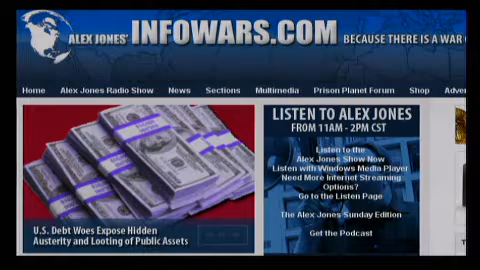 ALEX JONES' INFOWARS.COM BECAUSE THERE IS A WAR
Home Alex Jones Radio Show News Sections Multimedia Prison Planet Forum Shop Adver
LISTEN TO ALEX JONES
FROM 11AM - 2PM CST
Listen to the
Alex Jones Show Now
Listen with Windows Media Player
Need More Internet Streaming
Options?
Go to the Listen Page
The Alex Jones Sunday Edition
Get the Podcast
U.S. Debt Woes Expose Hidden
Austerity and Looting of Public Assets